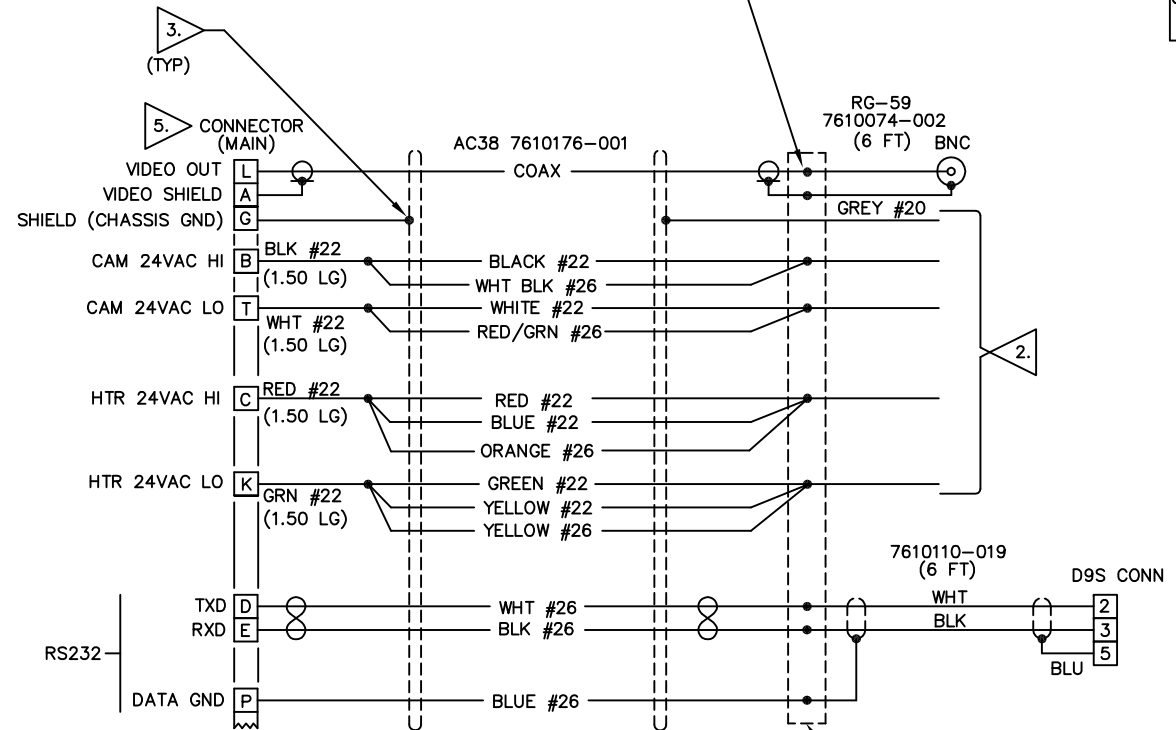 3.
(TYP)
5.
CONNECTOR
(MAIN)
AC38 7610176-001
RG-59
7610074-002
(6 FT)
BNC
VIDEO OUT L COAX
VIDEO SHIELD A
SHIELD (CHASSIS GND) G GREY #20
CAM 24VAC HI B BLK #22 BLACK #22
(1.50 LG) WHT BLK #26
CAM 24VAC LO T WHITE #22
WHT #22 RED/GRN #26
(1.50 LG)
2.
HTR 24VAC HI C RED #22 RED #22
(1.50 LG) BLUE #22
ORANGE #26
HTR 24VAC LO K GREEN #22
GRN #22 YELLOW #22
(1.50 LG) YELLOW #26
7610110-019
(6 FT)
D9S CONN
TXD D WHT #26 WHT 2
RXD E BLK #26 BLK 3
RS232 BLU 5
DATA GND P BLUE #26